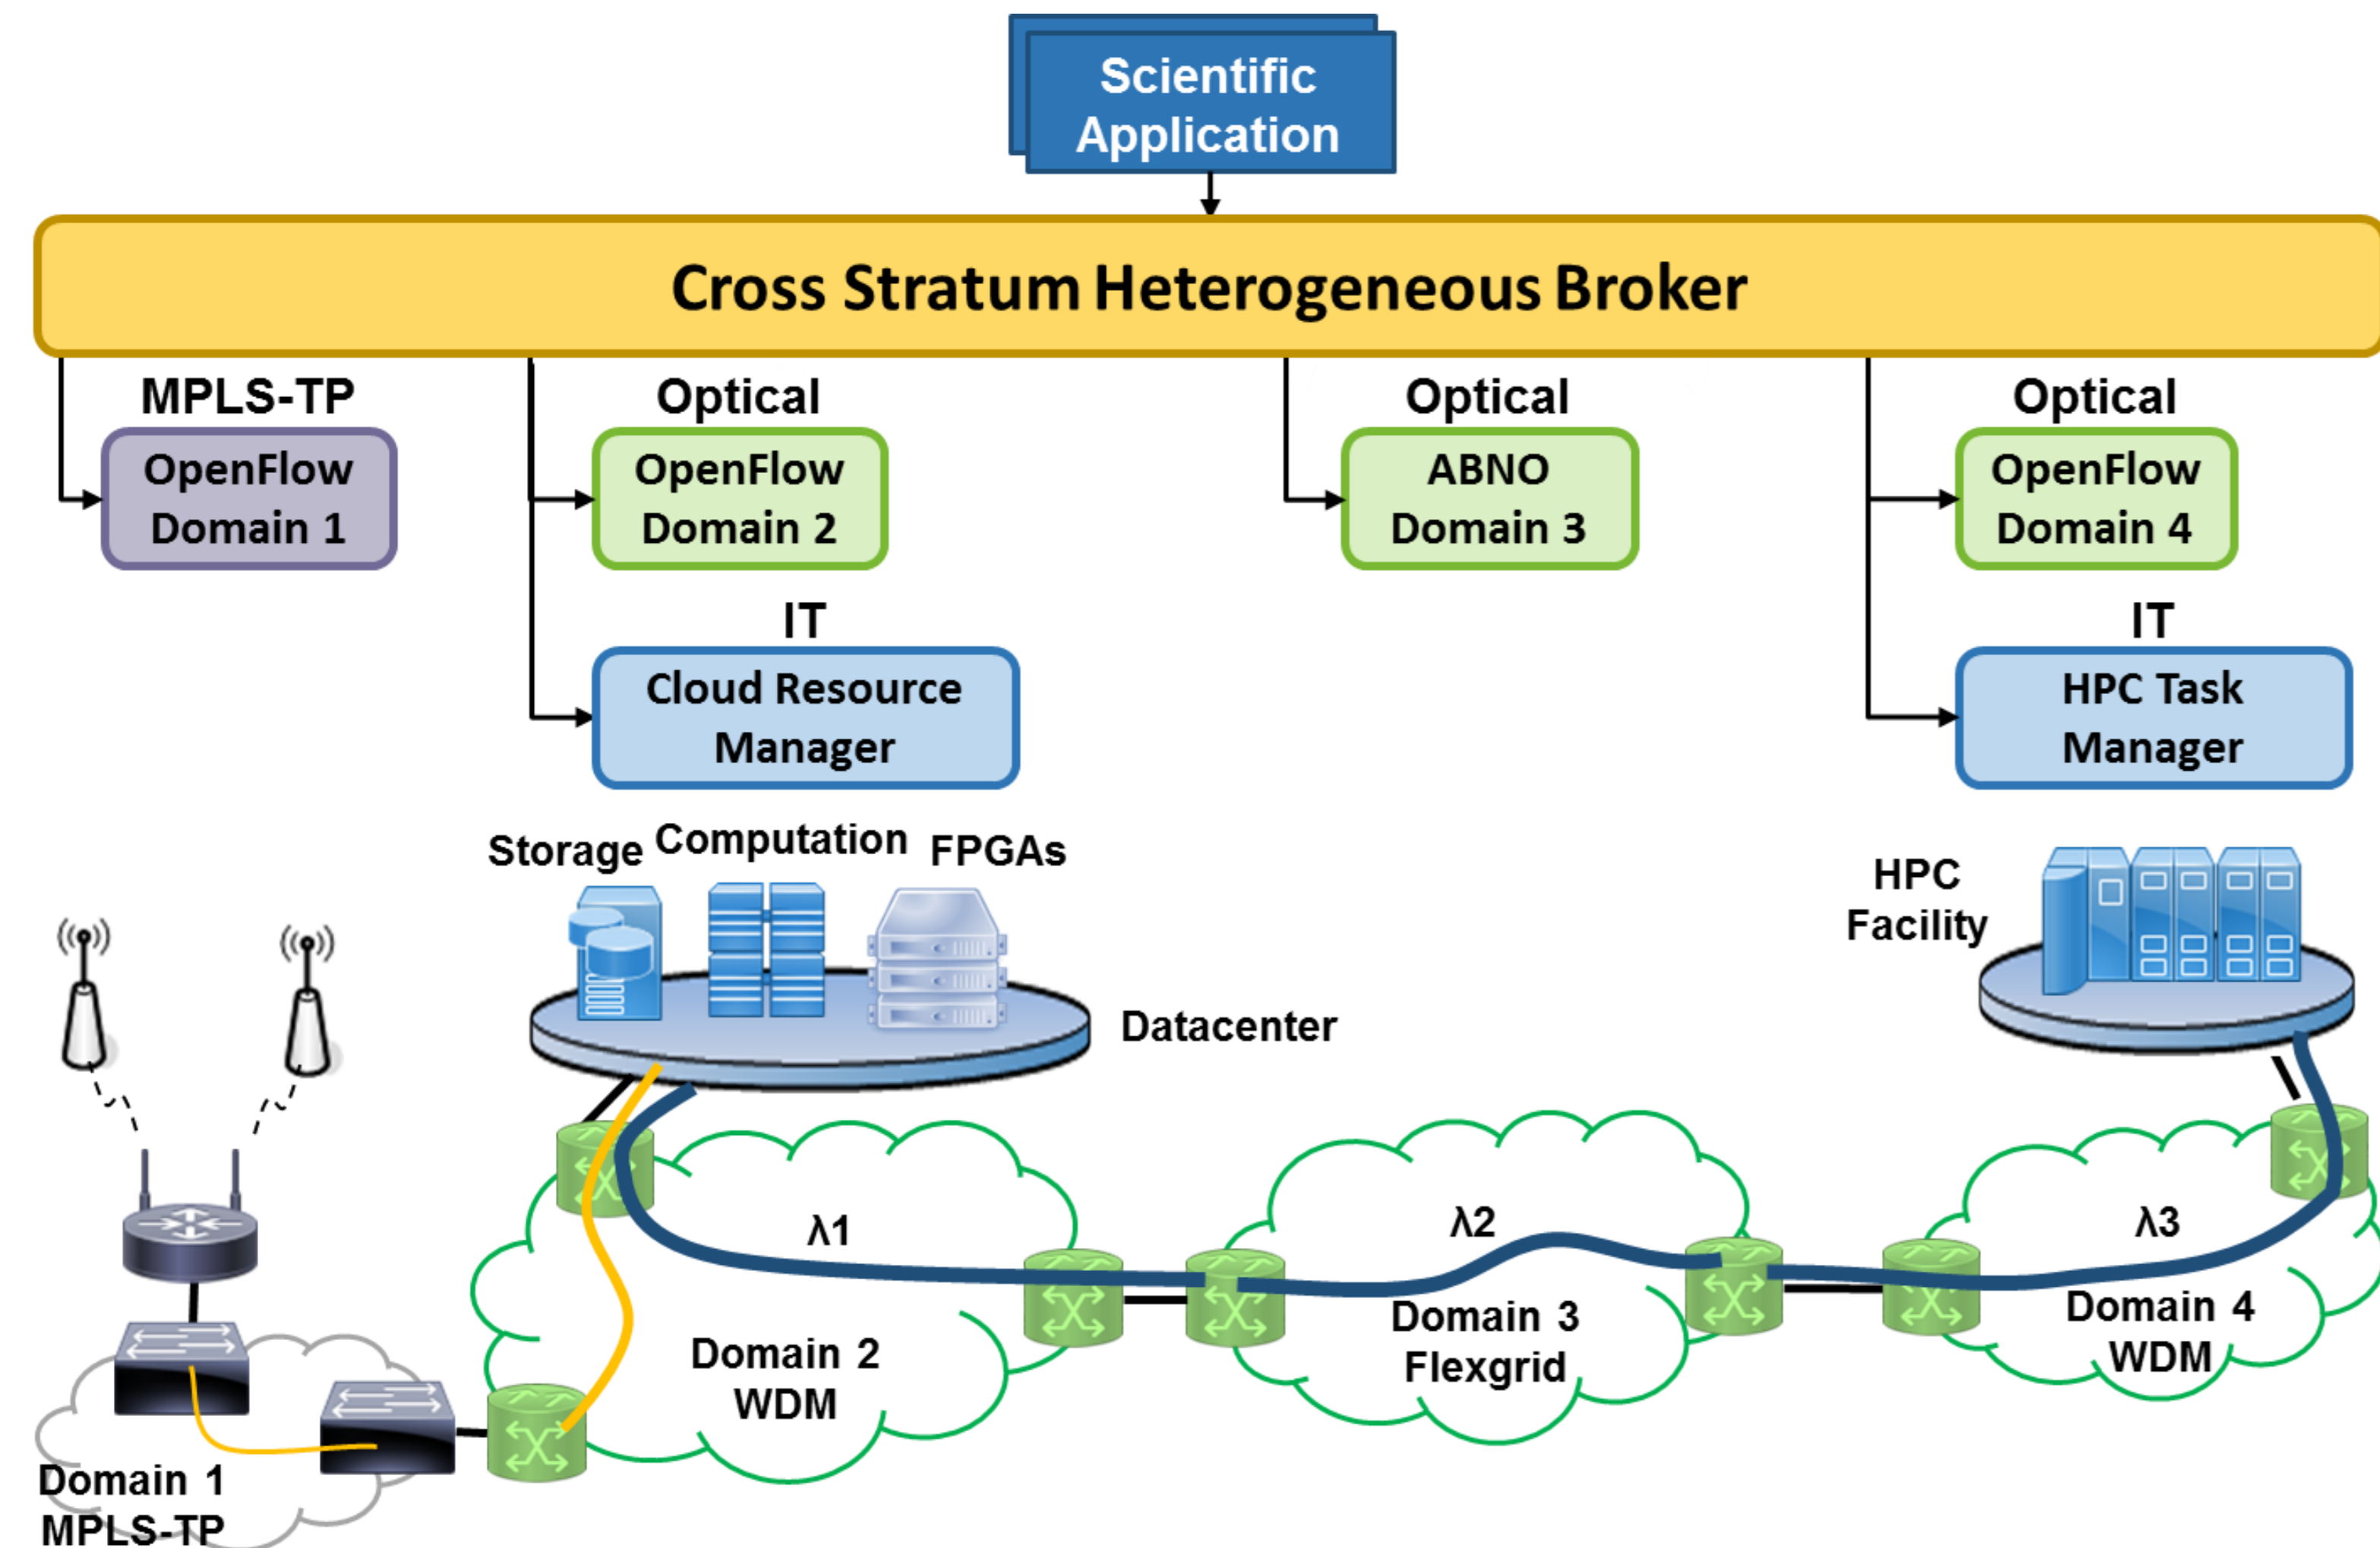 Scientific
Application
Cross Stratum Heterogeneous Broker
MPLS-TP
OpenFlow
Domain 1
Optical
OpenFlow
Domain 2
Optical
ABNO
Domain 3
Optical
OpenFlow
Domain 4
IT
Cloud Resource
Manager
IT
HPC Task
Manager
Storage
Computation
FPGAs
HPC
Facility
Datacenter
λ1
λ2
λ3
Domain 2
WDM
Domain 3
Flexgrid
Domain 4
WDM
Domain 1
MPLS-TP